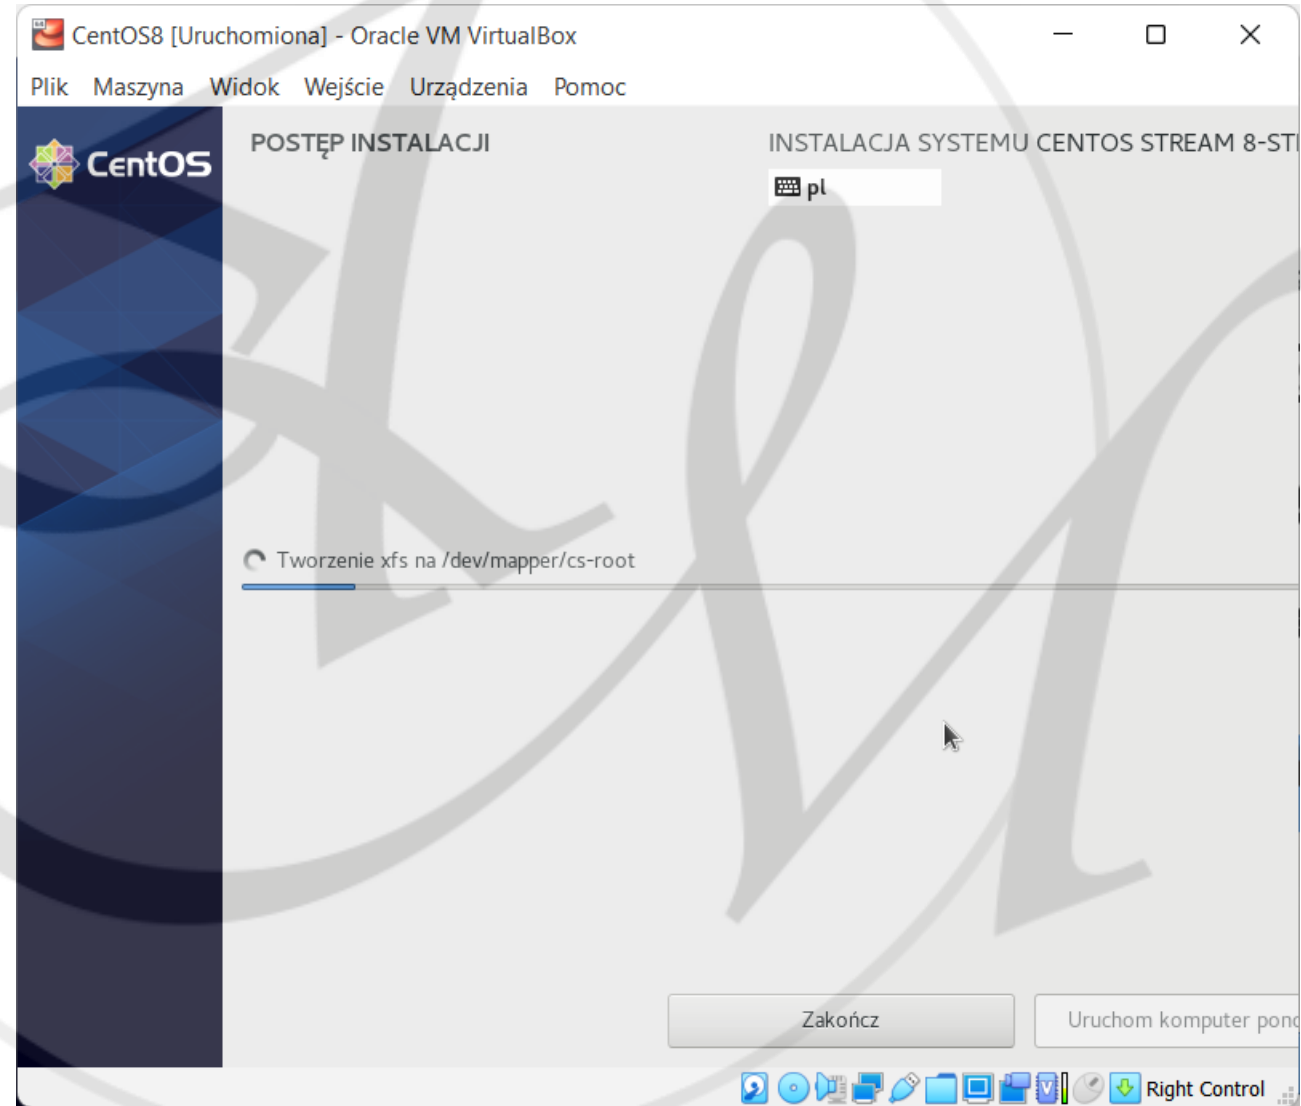 CentOS8 [Uruchomiona] - Oracle VM VirtualBox
Plik Maszyna Widok Wejście Urządzenia Pomoc
CentOS
POSTĘP INSTALACJI
INSTALACJA SYSTEMU CENTOS STREAM 8-ST
pl
Tworzenie xfs na /dev/mapper/cs-root
Zakończ
Uruchom komputer pono
Right Control